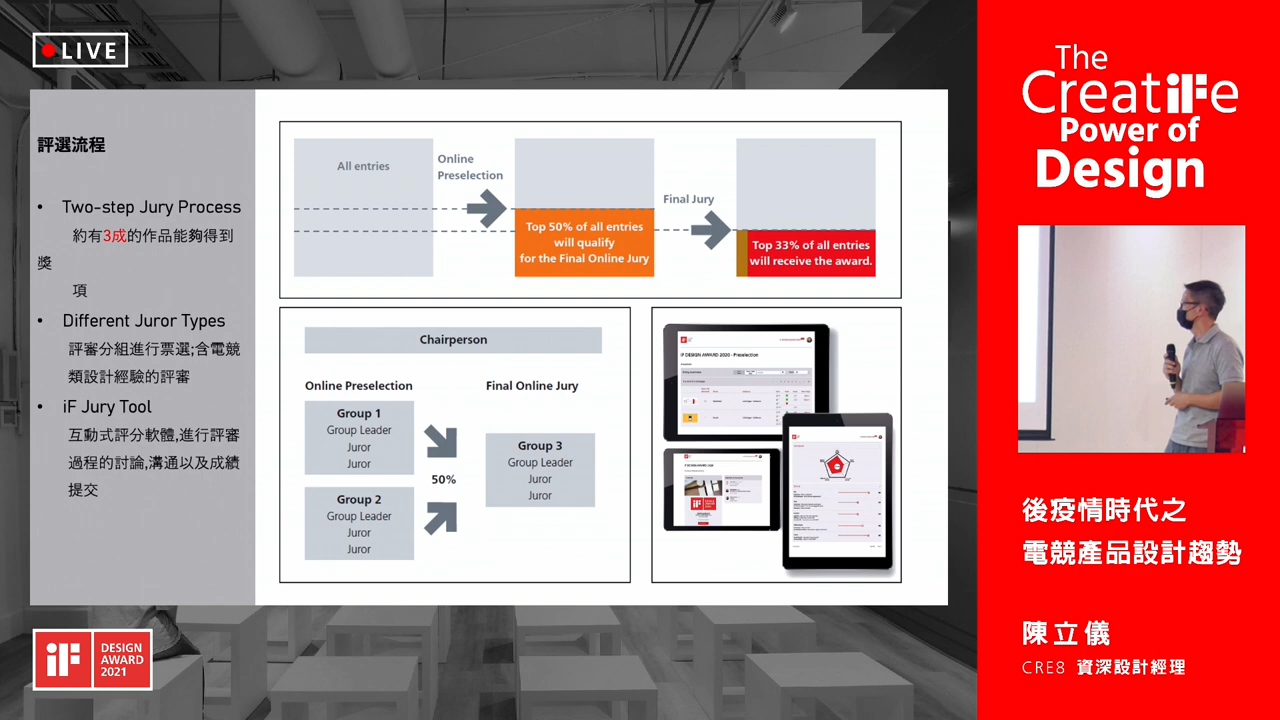 LIVE
評選流程
• Two-step Jury Process
約有3成的作品能夠得到
獎
項
• Different Juror Types
評審分組進行票選;含電競
類設計經驗的評審
• iF Jury Tool
互動式評分軟體,進行評審
過程的討論,溝通以及成績
提交
All entries
Online
Preselection
Top 50% of all entries
will qualify
for the Final Online Jury
Final Jury
Top 33% of all entries
will receive the award.
Chairperson
Online Preselection
Final Online Jury
Group 1
Group Leader
Juror
Juror
50%
Group 2
Group Leader
Juror
Juror
Group 3
Group Leader
Juror
Juror
iF DESIGN AWARD 2020 - Preselection
iF
DESIGN
AWARD
2021
The
CreatiFe
Power of
Design
後疫情時代之
電競產品設計趨勢
陳立儀
CRE8 資深設計經理